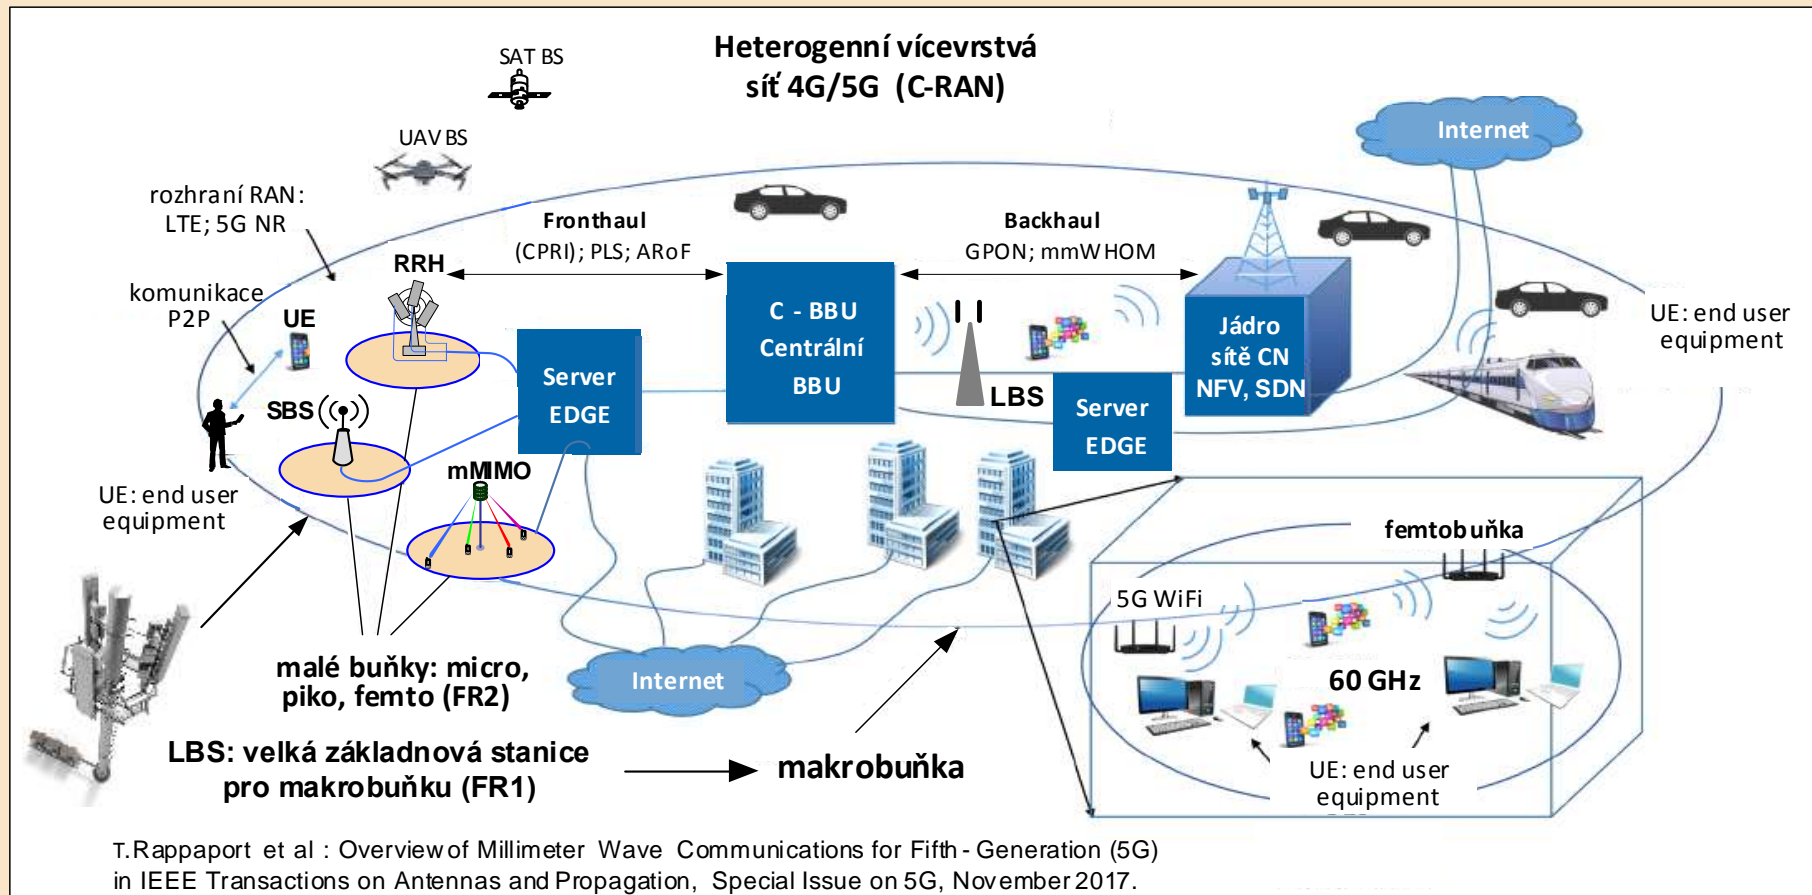 Heterogenní vícevrstvá
síť 4G/5G (C-RAN)
SAT BS
UAV BS
Internet
rozhraní RAN:
LTE; 5G NR
Fronthaul
(CPRI); PLS; ARoF
Backhaul
GPON; mmWHOM
RRH
komunikace
P2P
UE
C - BBU
Centrální
BBU
Jádro
sítě CN
NFV, SDN
UE: end user
equipment
Server
EDGE
LBS
Server
EDGE
SBS
mMIMO
UE: end user
equipment
femtobuňka
5G WiFi
malé buňky: micro,
piko, femto (FR2)
Internet
60 GHz
LBS: velká základnová stanice
pro makrobuňku (FR1)
makrobuňka
UE: end user
equipment
T.Rappaport et al : Overview of Millimeter Wave Communications for Fifth - Generation (5G)
in IEEE Transactions on Antennas and Propagation, Special Issue on 5G, November 2017.